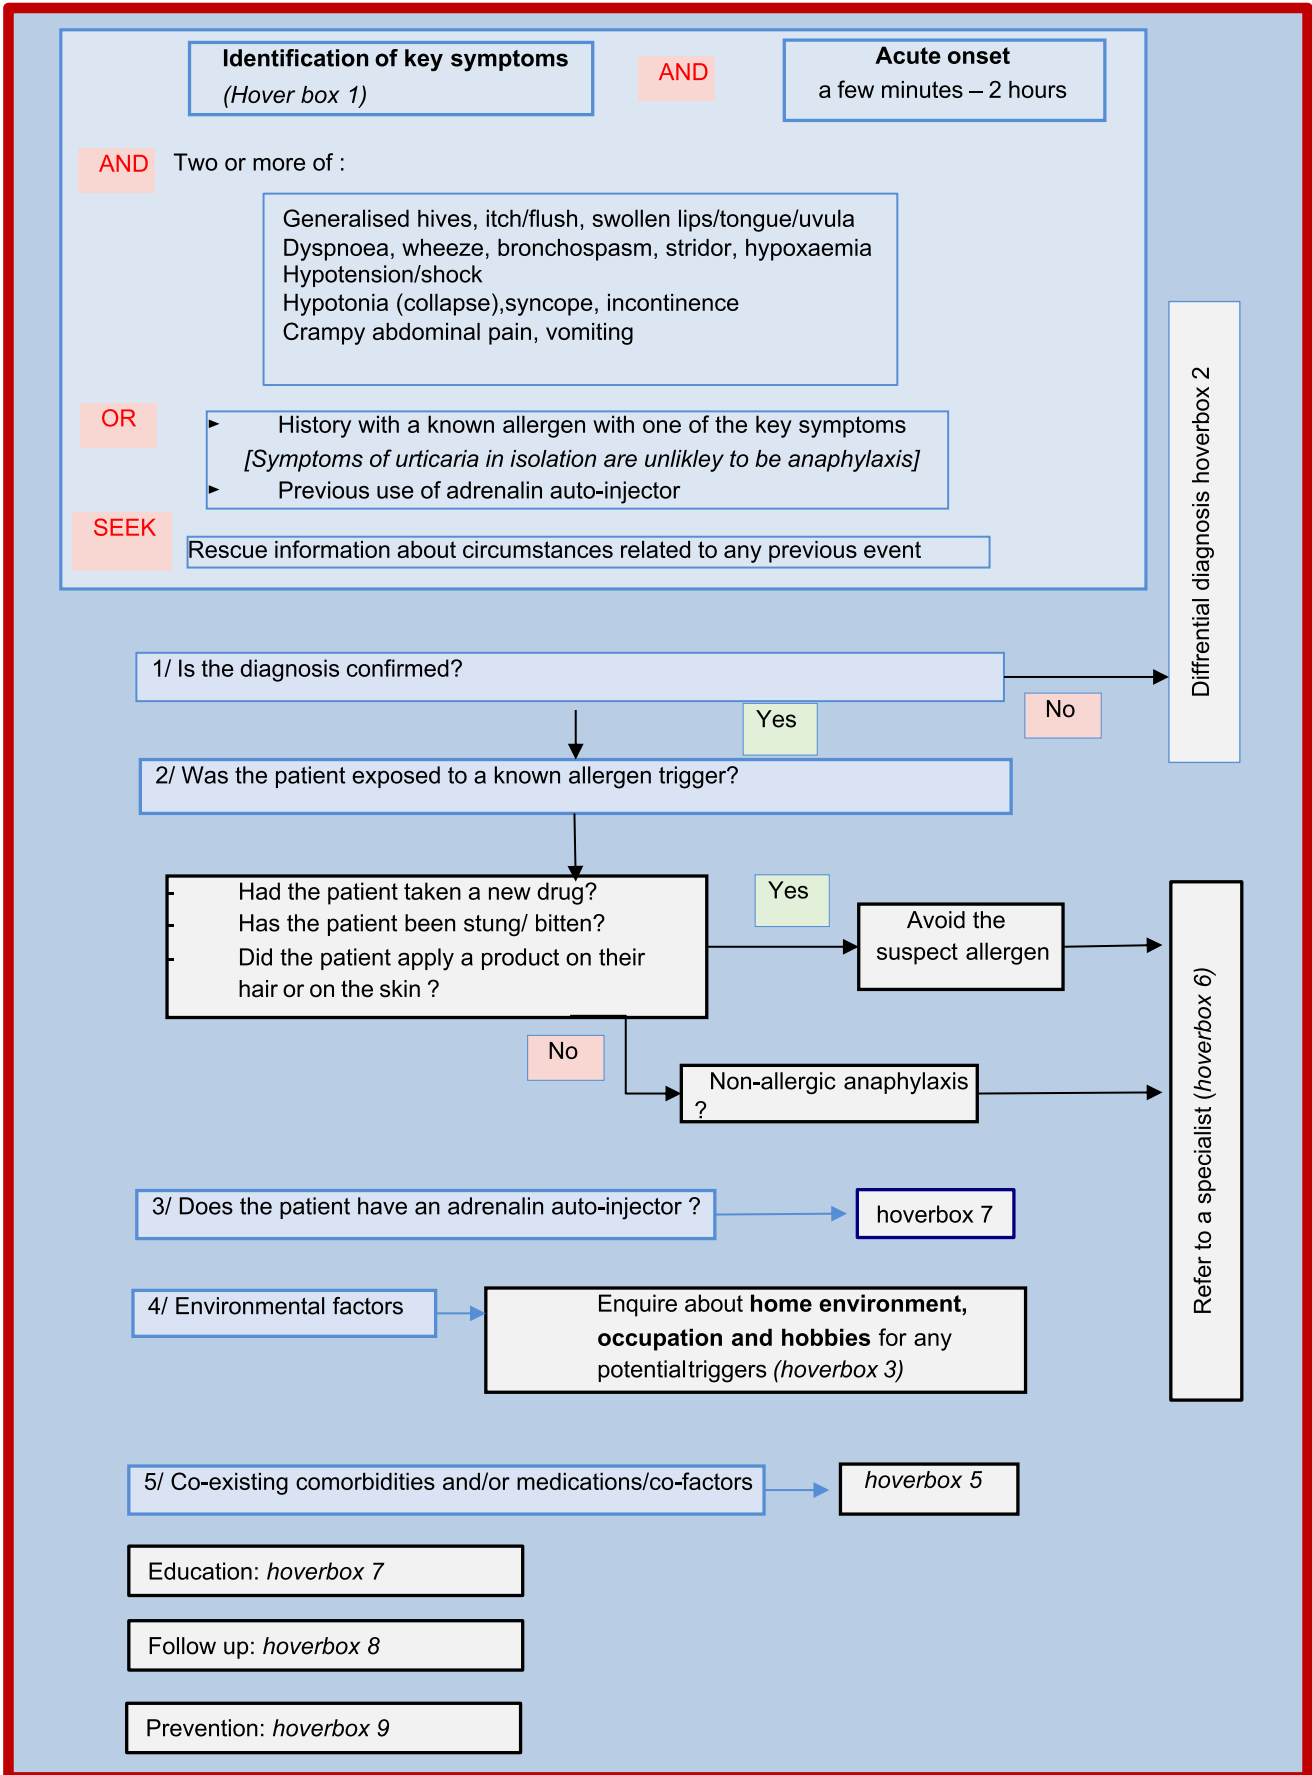 Identification of key symptoms
(Hover box 1)
AND
Acute onset
a few minutes – 2 hours
AND
Two or more of :
Generalised hives, itch/flush, swollen lips/tongue/uvula
Dyspnoea, wheeze, bronchospasm, stridor, hypoxaemia
Hypotension/shock
Hypotonia (collapse),syncope, incontinence
Crampy abdominal pain, vomiting
OR
► History with a known allergen with one of the key symptoms
[Symptoms of urticaria in isolation are unlikley to be anaphylaxis]
► Previous use of adrenalin auto-injector
SEEK
Rescue information about circumstances related to any previous event
Diffrential diagnosis hoverbox 2
1/ Is the diagnosis confirmed?
Yes
No
2/ Was the patient exposed to a known allergen trigger?
- Had the patient taken a new drug?
- Has the patient been stung/ bitten?
- Did the patient apply a product on their
hair or on the skin ?
Yes
Avoid the
suspect allergen
No
Non-allergic anaphylaxis
?
Refer to a specialist (hoverbox 6)
3/ Does the patient have an adrenalin auto-injector ?
hoverbox 7
4/ Environmental factors
Enquire about home environment,
occupation and hobbies for any
potentialtriggers (hoverbox 3)
5/ Co-existing comorbidities and/or medications/co-factors
hoverbox 5
Education: hoverbox 7
Follow up: hoverbox 8
Prevention: hoverbox 9